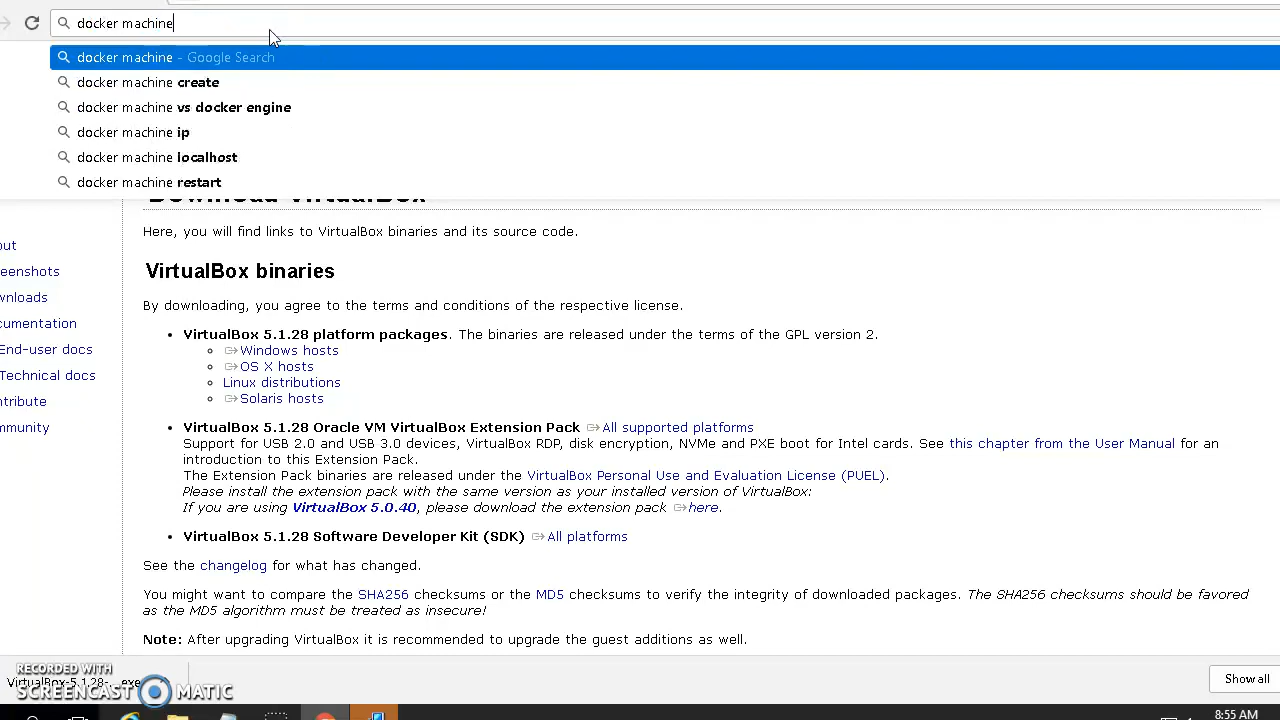 docker machine
docker machine - Google Search
docker machine create
docker machine vs docker engine
docker machine ip
docker machine localhost
docker machine restart
Download VirtualBox
Here, you will find links to VirtualBox binaries and its source code.
out
eenshots
wnloads
cumentation
End-user docs
Technical docs
ntribute
mmunity
VirtualBox binaries
By downloading, you agree to the terms and conditions of the respective license.
• VirtualBox 5.1.28 platform packages. The binaries are released under the terms of the GPL version 2.
Windows hosts
OS X hosts
Linux distributions
Solaris hosts
• VirtualBox 5.1.28 Oracle VM VirtualBox Extension Pack All supported platforms
Support for USB 2.0 and USB 3.0 devices, VirtualBox RDP, disk encryption, NVMe and PXE boot for Intel cards. See this chapter from the User Manual for an
introduction to this Extension Pack.
The Extension Pack binaries are released under the VirtualBox Personal Use and Evaluation License (PUEL).
Please install the extension pack with the same version as your installed version of VirtualBox:
If you are using VirtualBox 5.0.40, please download the extension pack here.
• VirtualBox 5.1.28 Software Developer Kit (SDK) All platforms
See the changelog for what has changed.
You might want to compare the SHA256 checksums or the MD5 checksums to verify the integrity of downloaded packages. The SHA256 checksums should be favored
as the MD5 algorithm must be treated as insecure!
Note: After upgrading VirtualBox it is recommended to upgrade the guest additions as well.
RECORDED WITH
VirtualBox-5.1.28-....exe
SCREENCAST MATIC
Show all
8:55 AM